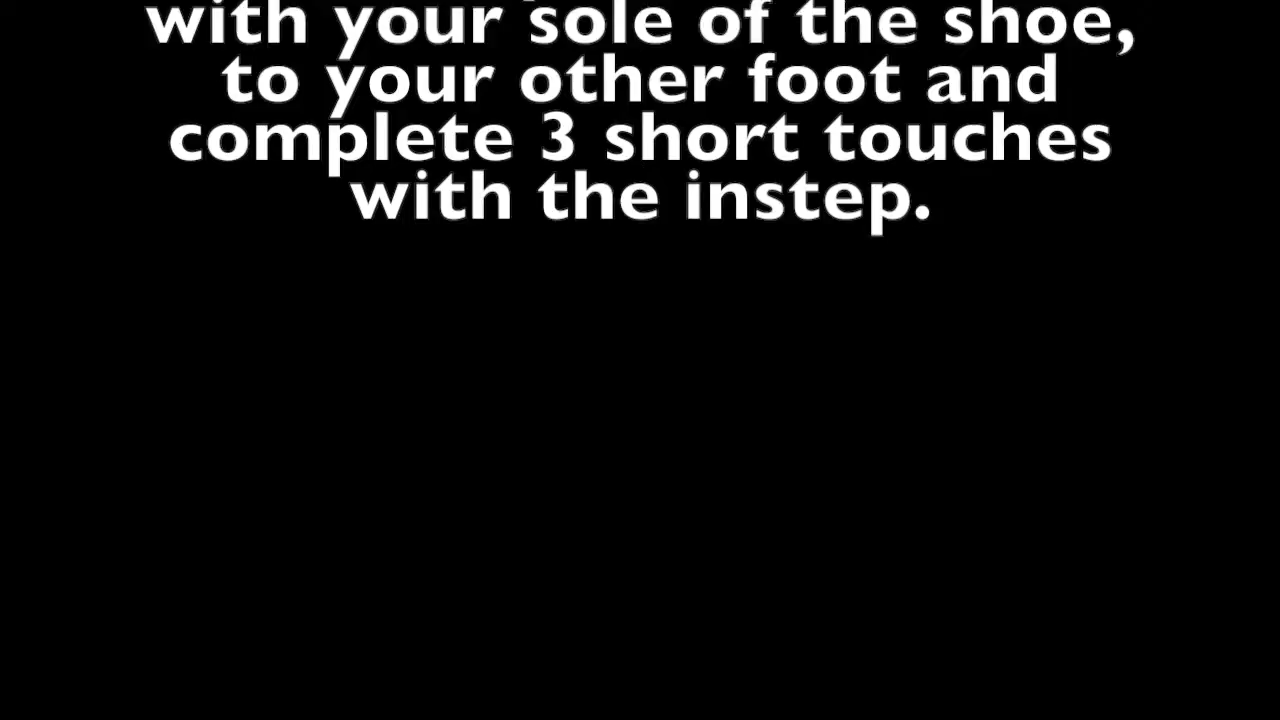 with your sole of the shoe,
to your other foot and
complete 3 short touches
with the instep.